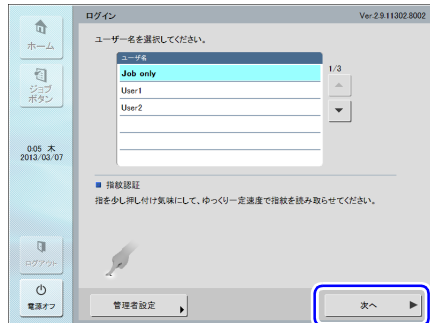 ログイン
Ver.2.9.11302.8002
ホーム
ジョブ
ボタン
0:05 木
2013/03/07
ログアウト
電源オフ
ユーザー名を選択してください。
ユーザ名
Job only
User1
User2
1/3
指紋認証
指を少し押し付け気味にして、ゆっくり一定速度で指紋を読み取らせてください。
管理者設定
次へ